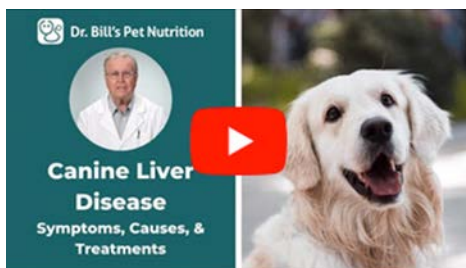 Dr. Bill's Pet Nutrition
Canine Liver
Disease
Symptoms, Causes, &
Treatments